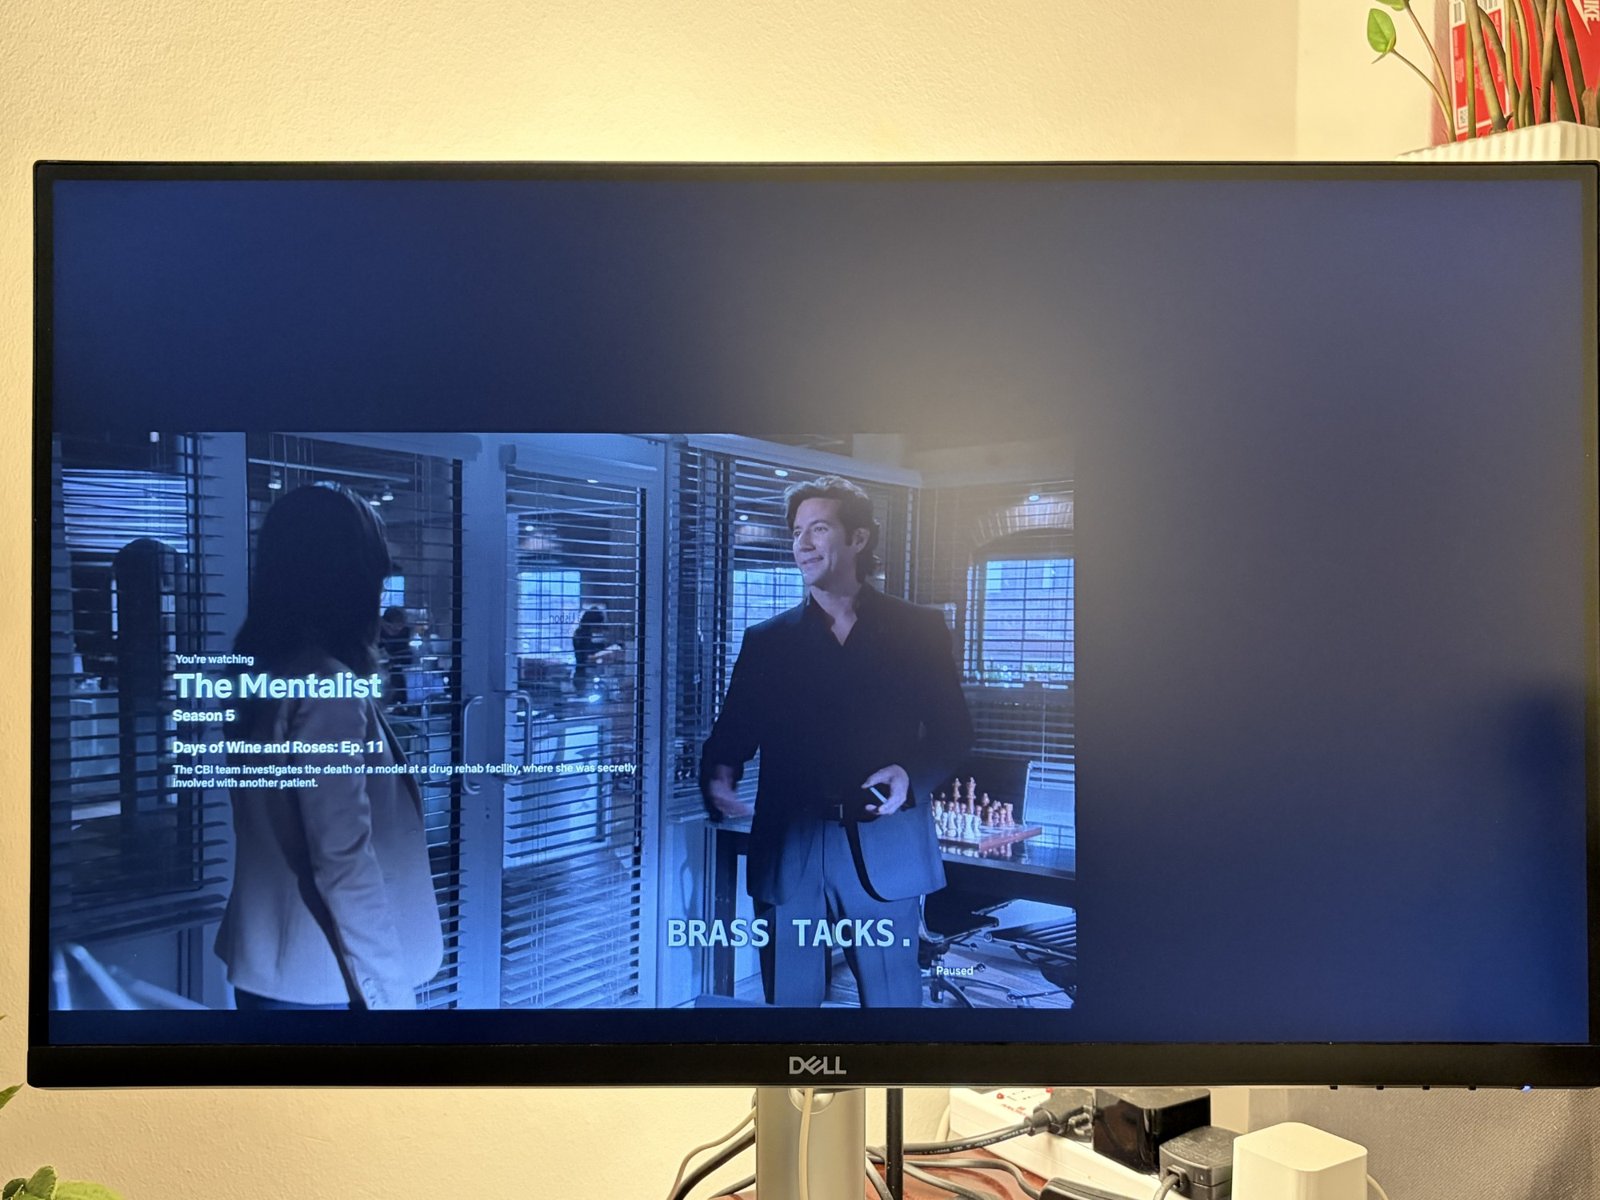 NIKE
You're watching
The Mentalist
Season 5
Days of Wine and Roses: Ep. 11
The CBI team investigates the death of a model at a drug rehab facility, where she was secretly
involved with another patient.
BRASS TACKS.
Paused
DELL